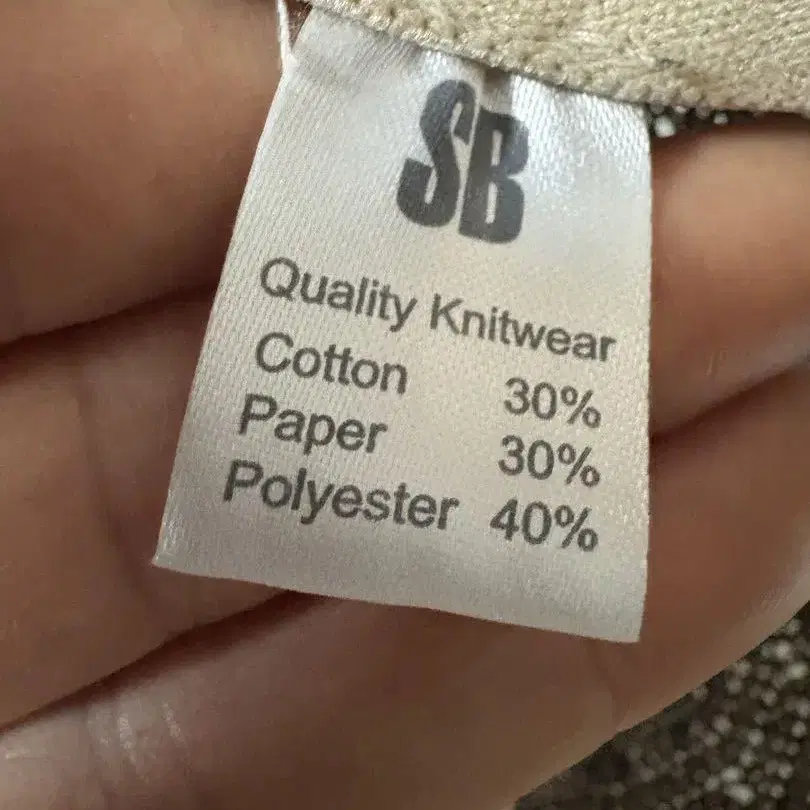 SB
Quality Knitwear
Cotton 30%
Paper 30%
Polyester 40%